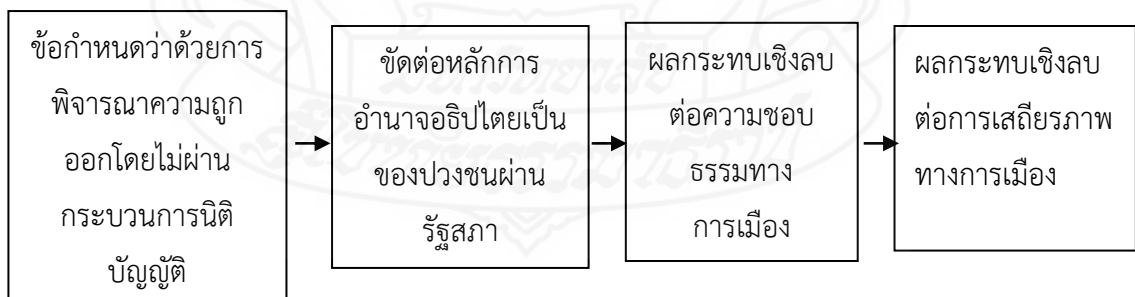 ข้อกำหนดว่าด้วยการ
พิจารณาความถูก
ออกโดยไม่ผ่าน
กระบวนการนิติ
บัญญัติ
ขัดต่อหลักการ
อำนาจอธิปไตยเป็น
ของปวงชนผ่าน
รัฐสภา
ผลกระทบเชิงลบ
ต่อความชอบ
ธรรมทาง
การเมือง
ผลกระทบเชิงลบ
ต่อการเสถียรภาพ
ทางการเมือง